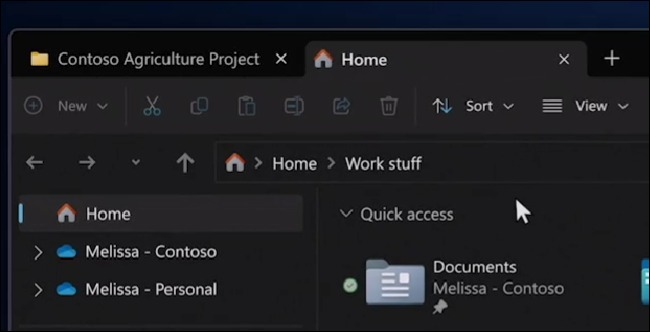 Contoso Agriculture Project
Home
New
Sort
View
Home
Work stuff
Home
Quick access
Melissa - Contoso
Melissa - Personal
Documents
Melissa - Contoso